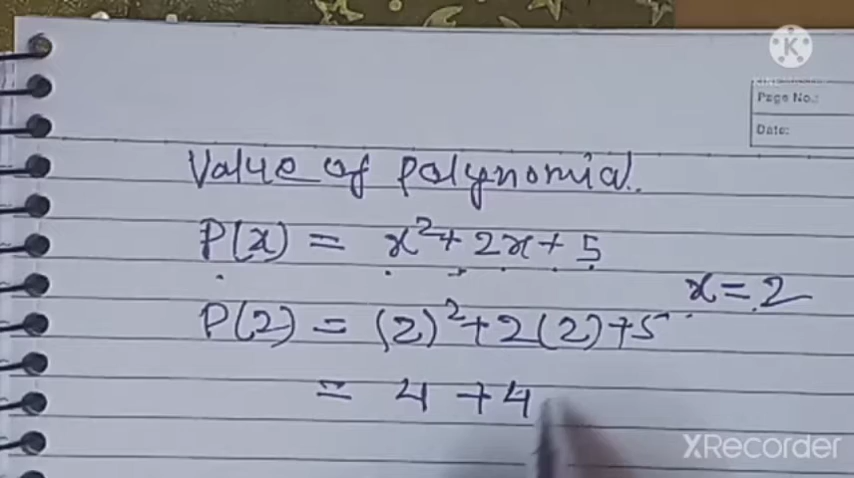 K
KINEMASTER
Page No.:
Date:
Value of polynomial.
P(x) = x²+ 2x + 5
x = 2
P(2) = (2)²+2(2)+5
= 4 +4
XRecorder